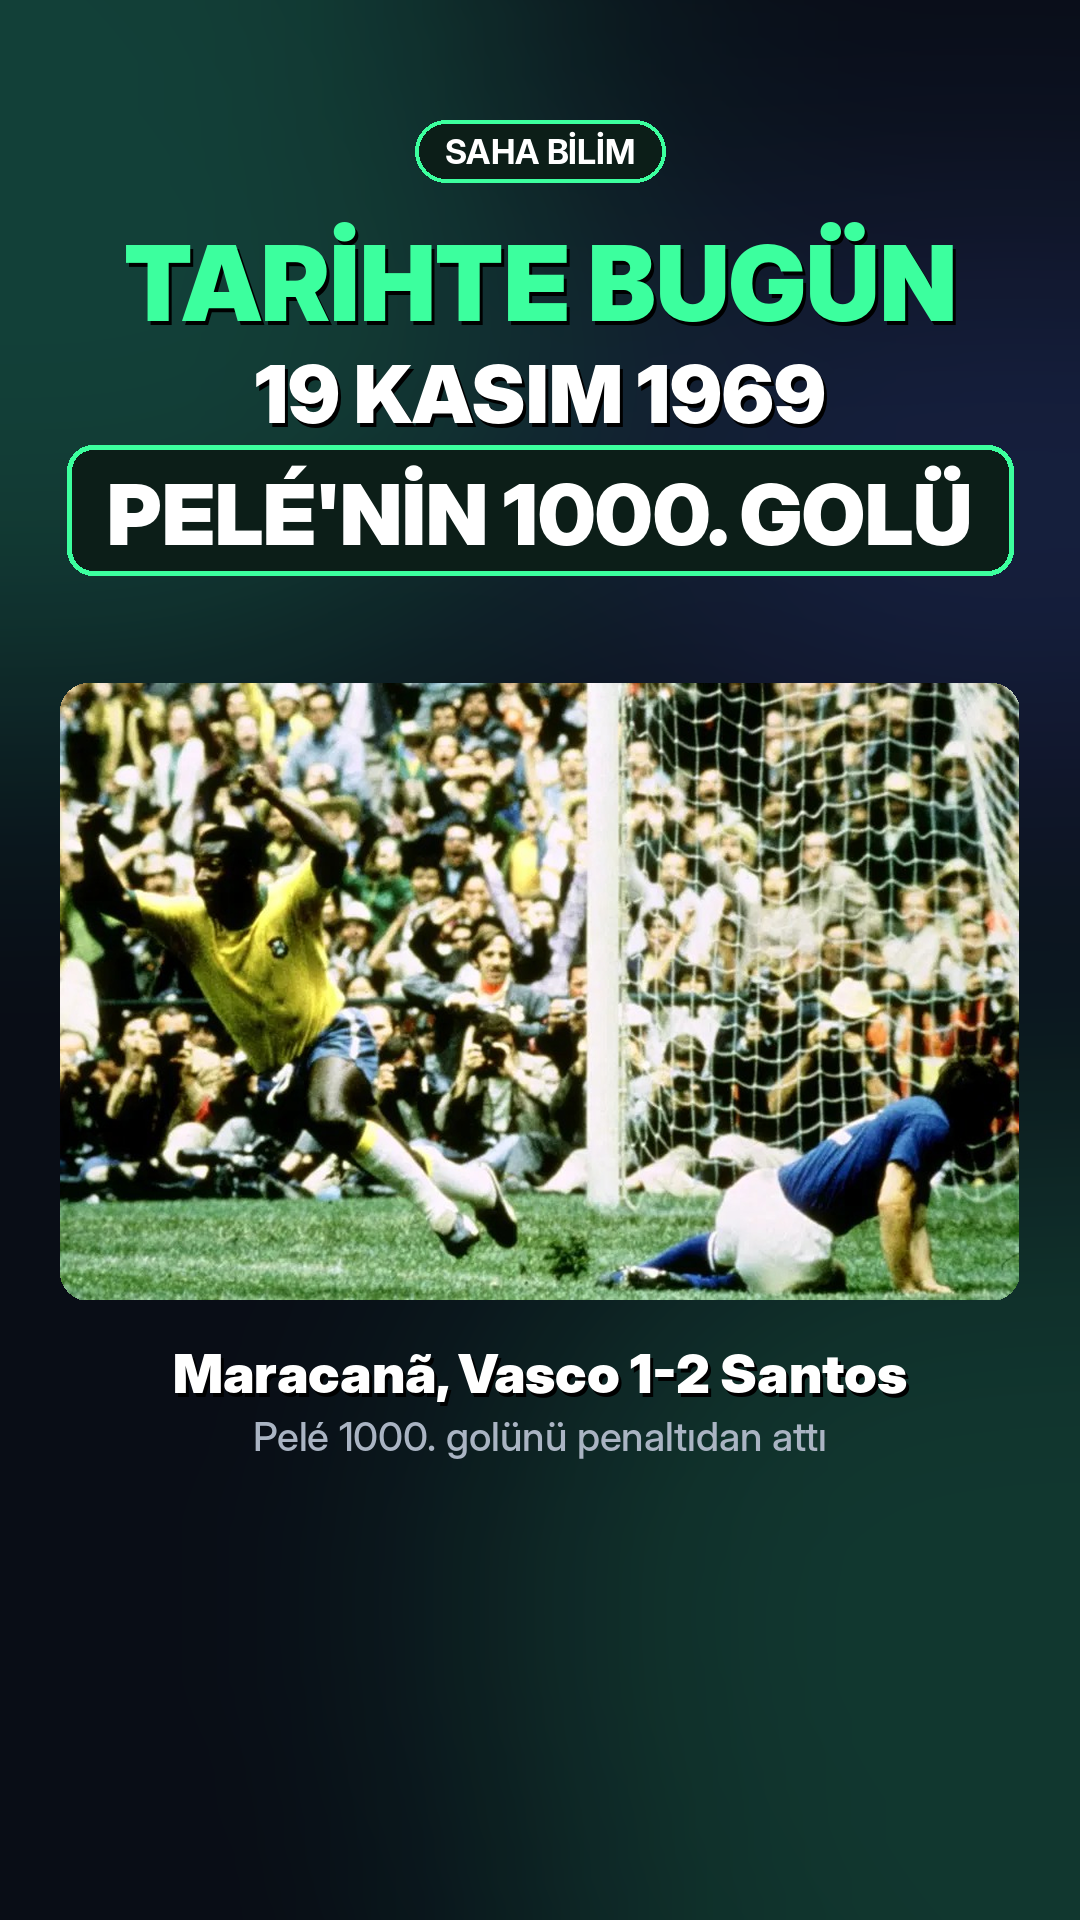 SAHA BİLİM
TARİHTE BUGÜN
19 KASIM 1969
PELÉ'NİN 1000. GOLÜ
Maracanã, Vasco 1-2 Santos
Pelé 1000. golünü penaltıdan attı